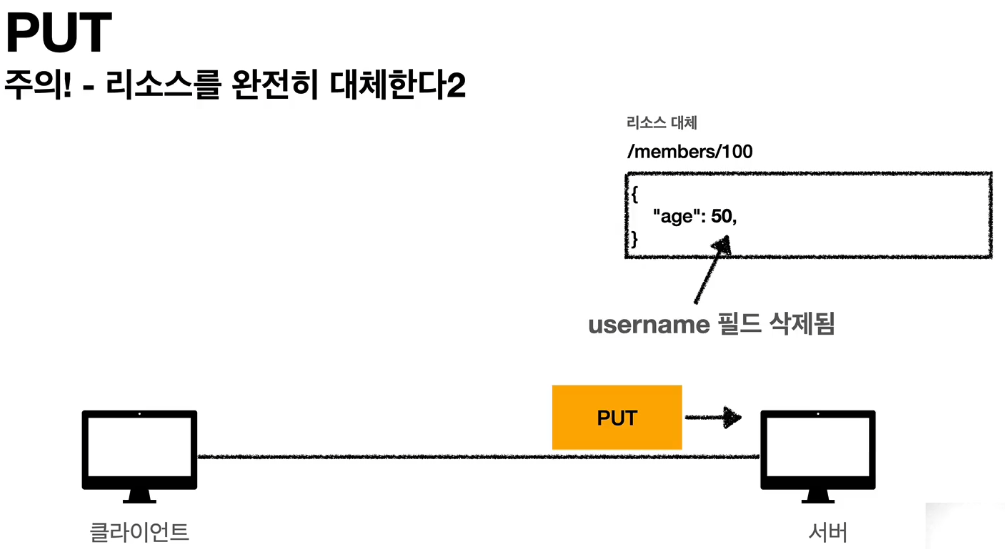 PUT
주의! - 리소스를 완전히 대체한다2
리소스 대체
/members/100
{
"age": 50,
}
username 필드 삭제됨
PUT
클라이언트
서버